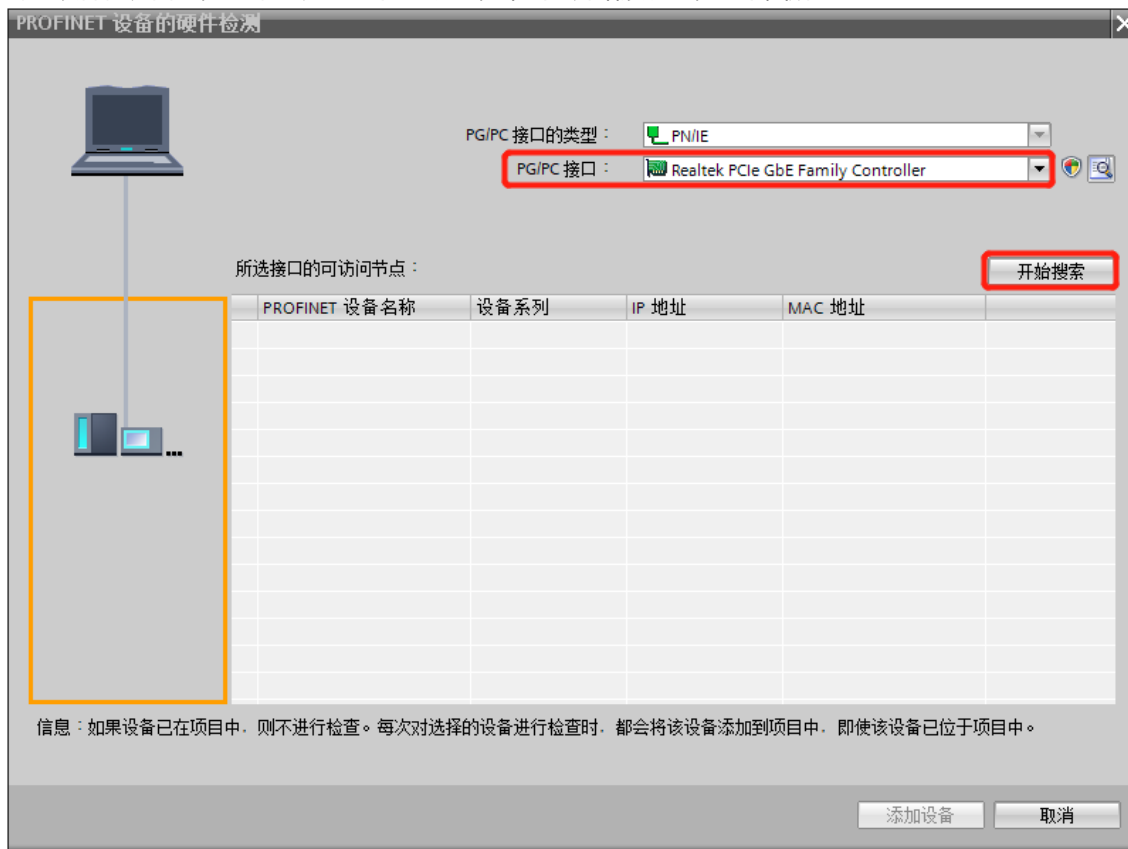 PROFINET 设备的硬件检测
PG/PC 接口的类型： PN/IE
PG/PC 接口： Realtek PCIe GbE Family Controller
所选接口的可访问节点：
开始搜索
PROFINET 设备名称 设备系列 IP 地址 MAC 地址
...
信息：如果设备已在项目中，则不进行检查。每次对选择的设备进行检查时，都会将该设备添加到项目中，即使该设备已位于项目中。
添加设备 取消